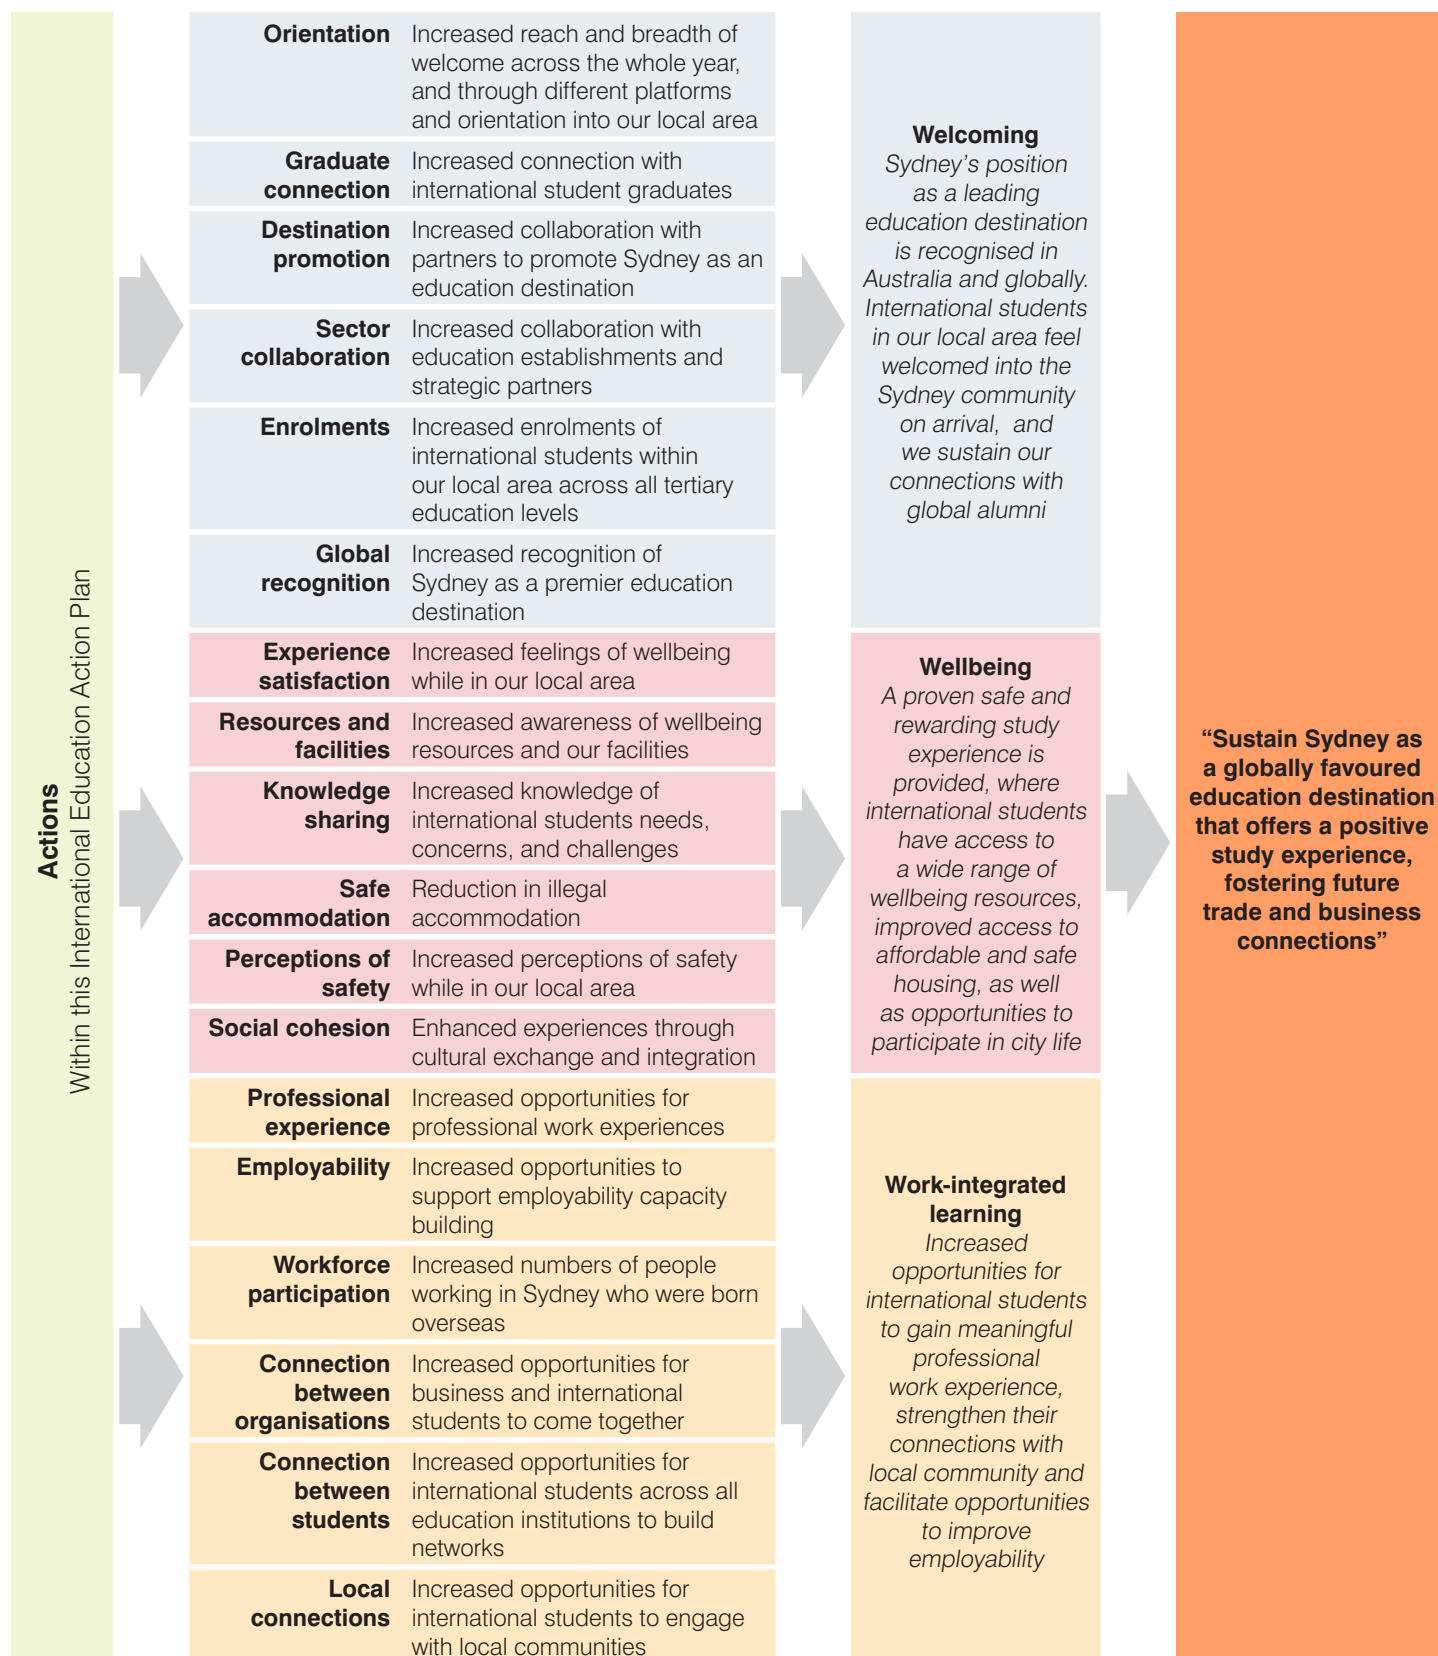 Actions
Within this International Education Action Plan
Orientation
Increased reach and breadth of
welcome across the whole year,
and through different platforms
and orientation into our local area
Graduate
connection
Increased connection with
international student graduates
Destination
promotion
Increased collaboration with
partners to promote Sydney as an
education destination
Sector
collaboration
Increased collaboration with
education establishments and
strategic partners
Enrolments
Increased enrolments of
international students within
our local area across all tertiary
education levels
Global
recognition
Increased recognition of
Sydney as a premier education
destination
Experience
satisfaction
Increased feelings of wellbeing
while in our local area
Resources and
facilities
Increased awareness of wellbeing
resources and our facilities
Knowledge
sharing
Increased knowledge of
international students needs,
concerns, and challenges
Safe
accommodation
Reduction in illegal
accommodation
Perceptions of
safety
Increased perceptions of safety
while in our local area
Social cohesion
Enhanced experiences through
cultural exchange and integration
Professional
experience
Increased opportunities for
professional work experiences
Employability
Increased opportunities to
support employability capacity
building
Workforce
participation
Increased numbers of people
working in Sydney who were born
overseas
Connection
between
organisations
Increased opportunities for
business and international
students to come together
Connection
between
students
Increased opportunities for
international students across all
education institutions to build
networks
Local
connections
Increased opportunities for
international students to engage
with local communities
Welcoming
Sydney’s position
as a leading
education destination
is recognised in
Australia and globally.
International students
in our local area feel
welcomed into the
Sydney community
on arrival,  and
we sustain our
connections with
global alumni
Wellbeing
A proven safe and
rewarding study
experience is
provided, where
international students
have access to
a wide range of
wellbeing resources,
improved access to
affordable and safe
housing, as well
as opportunities to
participate in city life
Work-integrated
learning
Increased
opportunities for
international students
to gain meaningful
professional
work experience,
strengthen their
connections with
local community and
facilitate opportunities
to improve
employability
“Sustain Sydney as
a globally favoured
education destination
that offers a positive
study experience,
fostering future
trade and business
connections”